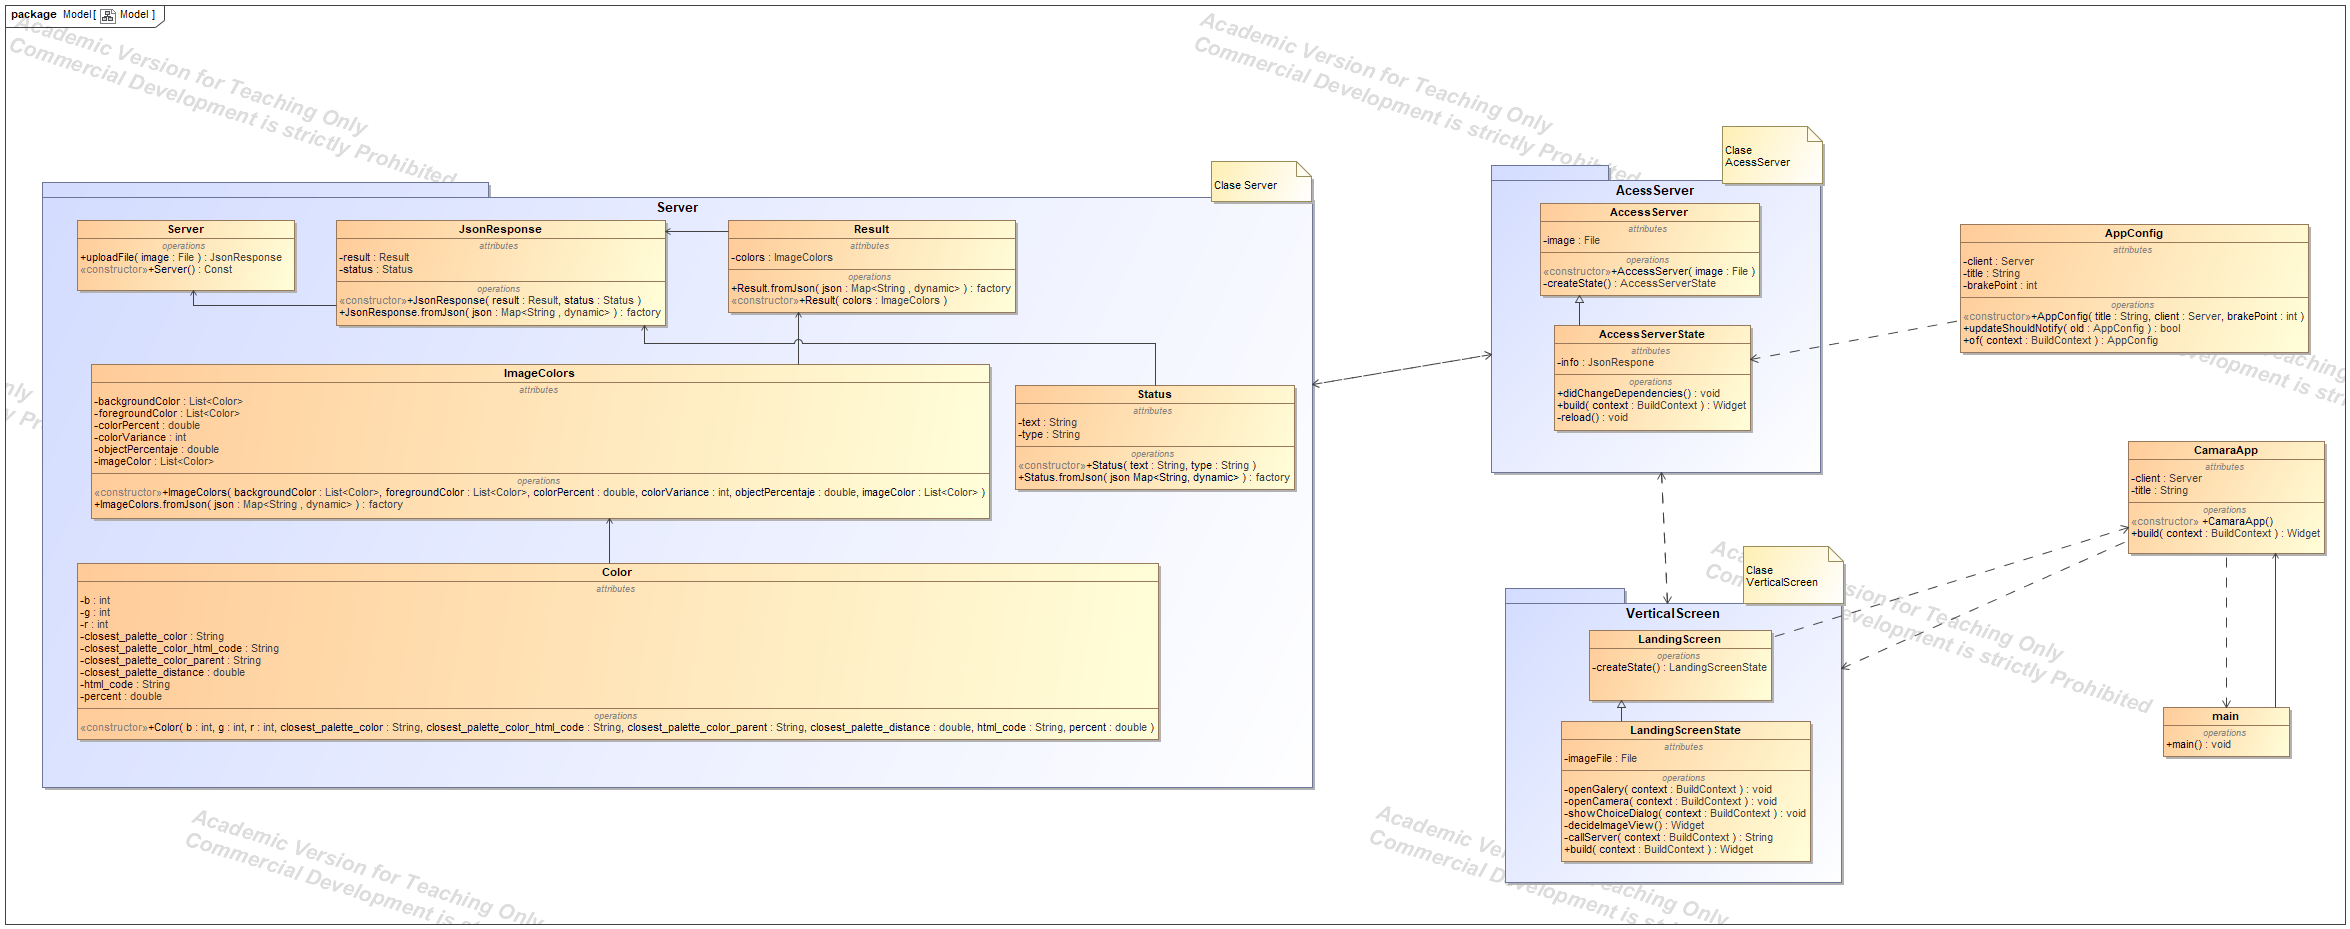 package Model[ Model ]
Academic Version for Teaching Only
Commercial Development is strictly Prohibited
Academic Version for Teaching Only
Commercial Development is strictly Prohibited
Clase Server
Server
Server
operations
+uploadFile( image : File ) : JsonResponse
«constructor»+Server() : Const
JsonResponse
attributes
-result : Result
-status : Status
operations
«constructor»+JsonResponse( result : Result, status : Status )
+JsonResponse.fromJson( json : Map<String , dynamic> ) : factory
Result
attributes
-colors : ImageColors
operations
+Result.fromJson( json : Map<String , dynamic> ) : factory
«constructor»+Result( colors : ImageColors )
ImageColors
attributes
-backgroundColor : List<Color>
-foregroundColor : List<Color>
-colorPercent : double
-colorVariance : int
-objectPercentaje : double
-imageColor : List<Color>
operations
«constructor»+ImageColors( backgroundColor : List<Color>, foregroundColor : List<Color>, colorPercent : double, colorVariance : int, objectPercentaje : double, imageColor : List<Color> )
+ImageColors.fromJson( json : Map<String , dynamic> ) : factory
Status
attributes
-text : String
-type : String
operations
«constructor»+Status( text : String, type : String )
+Status.fromJson( json Map<String, dynamic> ) : factory
Color
attributes
-b : int
-g : int
-r : int
-closest_palette_color : String
-closest_palette_color_html_code : String
-closest_palette_color_parent : String
-closest_palette_distance : double
-html_code : String
-percent : double
operations
«constructor»+Color( b : int, g : int, r : int, closest_palette_color : String, closest_palette_color_html_code : String, closest_palette_color_parent : String, closest_palette_distance : double, html_code : String, percent : double )
Clase
AcessServer
AcessServer
AccessServer
attributes
-image : File
operations
«constructor»+AccessServer( image : File )
-createState() : AccessServerState
AccessServerState
attributes
-info : JsonRespone
operations
+didChangeDependencies() : void
+build( context : BuildContext ) : Widget
-reload() : void
AppConfig
attributes
-client : Server
-title : String
-brakePoint : int
operations
«constructor»+AppConfig( title : String, client : Server, brakePoint : int )
+updateShouldNotify( old : AppConfig ) : bool
+of( context : BuildContext ) : AppConfig
CamaraApp
attributes
-client : Server
-title : String
operations
«constructor» +CamaraApp()
+build( context : BuildContext ) : Widget
Clase
VerticalScreen
VerticalScreen
LandingScreen
operations
-createState() : LandingScreenState
LandingScreenState
attributes
-imageFile : File
operations
-openGalery( context : BuildContext ) : void
-openCamera( context : BuildContext ) : void
-showChoiceDialog( context : BuildContext ) : void
-decideImageView() : Widget
-callServer( context : BuildContext ) : String
+build( context : BuildContext ) : Widget
main
operations
+main() : void
Academic Version for Teaching Only
Commercial Development is strictly Prohibited